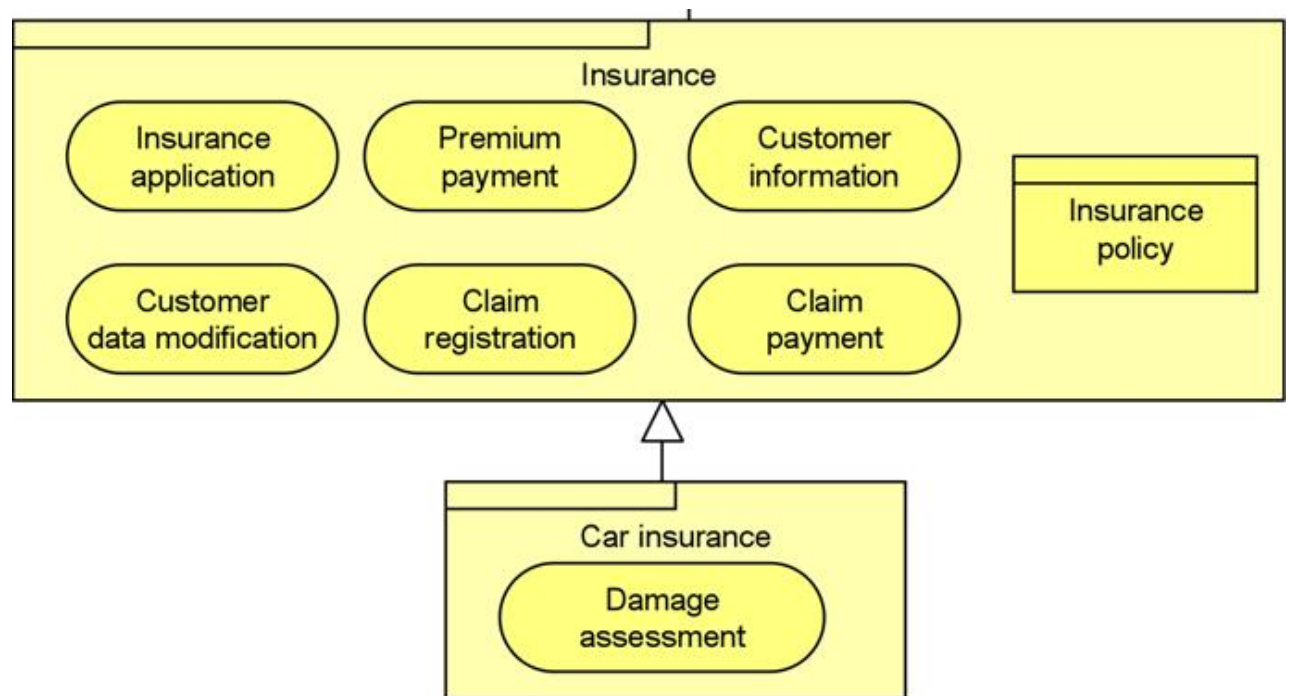 Insurance
Insurance
application
Premium
payment
Customer
information
Insurance
policy
Customer
data modification
Claim
registration
Claim
payment
Car insurance
Damage
assessment